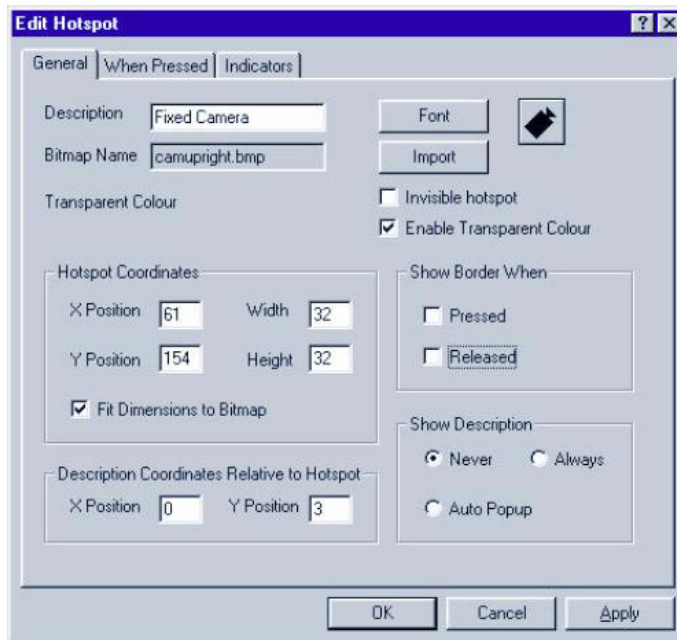 Edit Hotspot
General When Pressed Indicators
Description Fixed Camera Font
Bitmap Name camupright.bmp Import
Transparent Colour
Invisible hotspot
Enable Transparent Colour
Hotspot Coordinates
X Position 61 Width 32
Y Position 154 Height 32
Fit Dimensions to Bitmap
Show Border When
Pressed
Released
Description Coordinates Relative to Hotspot
X Position 0 Y Position 3
Show Description
Never Always
Auto Popup
OK Cancel Apply